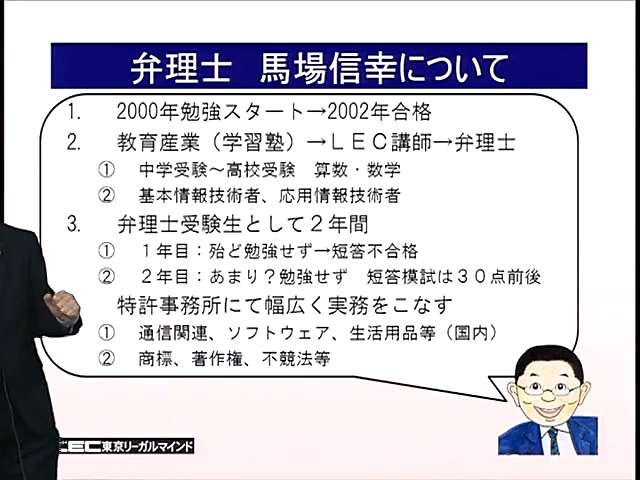 弁理士　馬場信幸について
1. 2000年勉強スタート→2002年合格
2. 教育産業（学習塾）→ＬＥＣ講師→弁理士
① 中学受験～高校受験　算数・数学
② 基本情報技術者、応用情報技術者
3. 弁理士受験生として２年間
① １年目：殆ど勉強せず→短答不合格
② ２年目：あまり？勉強せず　短答模試は３０点前後
特許事務所にて幅広く実務をこなす
① 通信関連、ソフトウェア、生活用品等（国内）
② 商標、著作権、不競法等
LEC東京リーガルマインド